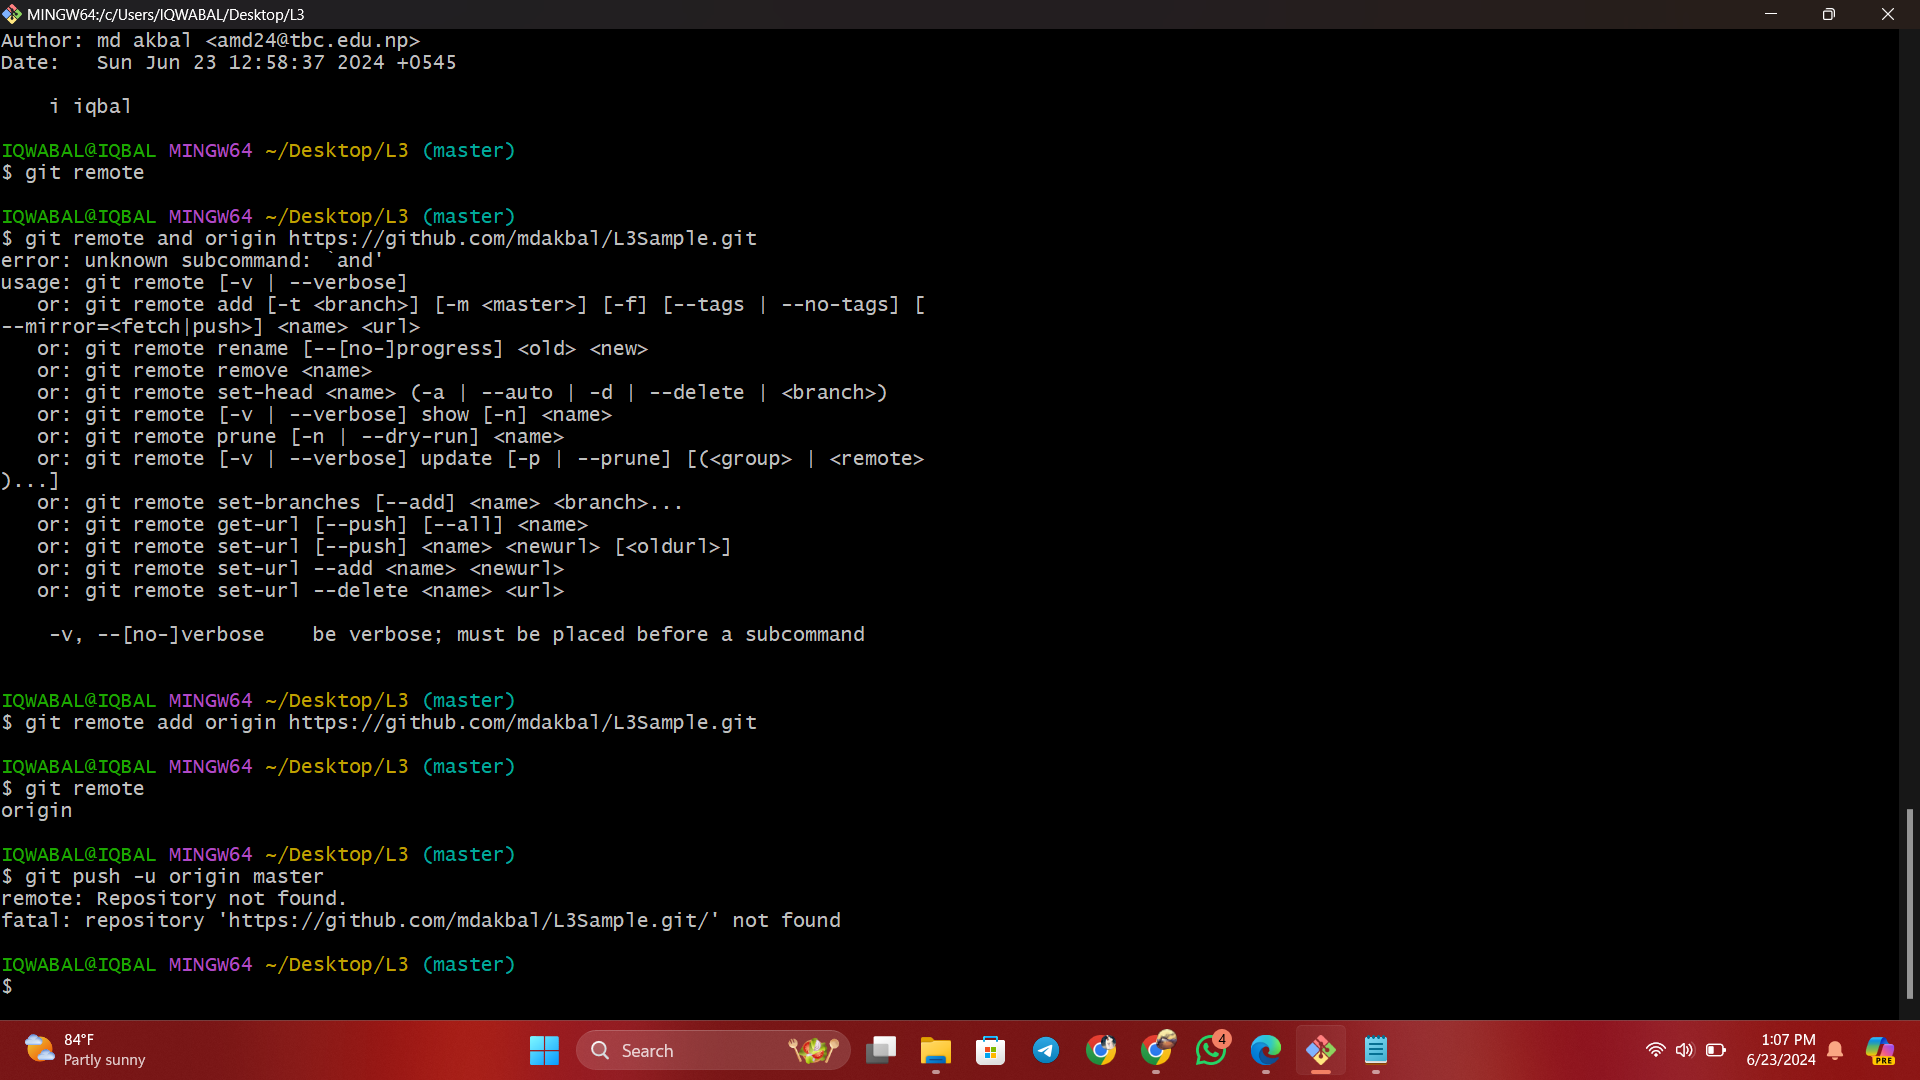 MINGW64:/c/Users/IQWABAL/Desktop/L3
Author: md akbal <amd24@tbc.edu.np>
Date:   Sun Jun 23 12:58:37 2024 +0545
    i iqbal
IQWABAL@IQBAL MINGW64 ~/Desktop/L3 (master)
$ git remote
IQWABAL@IQBAL MINGW64 ~/Desktop/L3 (master)
$ git remote and origin https://github.com/mdakbal/L3Sample.git
error: unknown subcommand: `and'
usage: git remote [-v | --verbose]
   or: git remote add [-t <branch>] [-m <master>] [-f] [--tags | --no-tags] [
--mirror=<fetch|push>] <name> <url>
   or: git remote rename [--[no-]progress] <old> <new>
   or: git remote remove <name>
   or: git remote set-head <name> (-a | --auto | -d | --delete | <branch>)
   or: git remote [-v | --verbose] show [-n] <name>
   or: git remote prune [-n | --dry-run] <name>
   or: git remote [-v | --verbose] update [-p | --prune] [(<group> | <remote>
)...]
   or: git remote set-branches [--add] <name> <branch>...
   or: git remote get-url [--push] [--all] <name>
   or: git remote set-url [--push] <name> <newurl> [<oldurl>]
   or: git remote set-url --add <name> <newurl>
   or: git remote set-url --delete <name> <url>
    -v, --[no-]verbose    be verbose; must be placed before a subcommand
IQWABAL@IQBAL MINGW64 ~/Desktop/L3 (master)
$ git remote add origin https://github.com/mdakbal/L3Sample.git
IQWABAL@IQBAL MINGW64 ~/Desktop/L3 (master)
$ git remote
origin
IQWABAL@IQBAL MINGW64 ~/Desktop/L3 (master)
$ git push -u origin master
remote: Repository not found.
fatal: repository 'https://github.com/mdakbal/L3Sample.git/' not found
IQWABAL@IQBAL MINGW64 ~/Desktop/L3 (master)
$
84°F
Partly sunny
Search
4
1:07 PM
6/23/2024
PRE